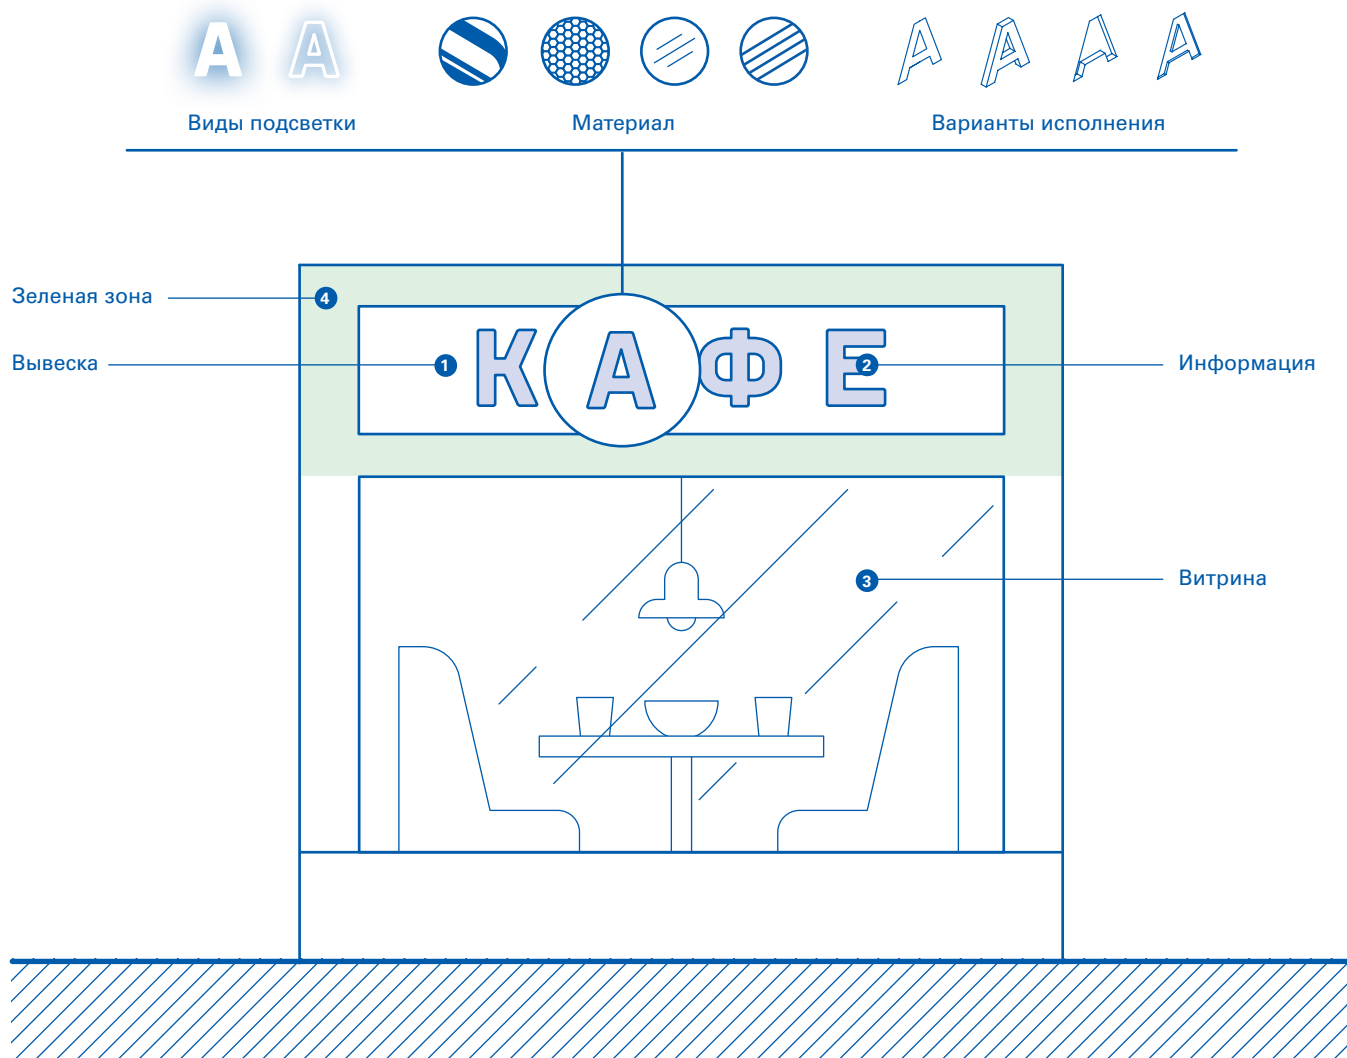 А А
А А А А
Виды подсветки
Материал
Варианты исполнения
Зеленая зона
4
Вывеска
1
КАФЕ
2
Информация
3
Витрина